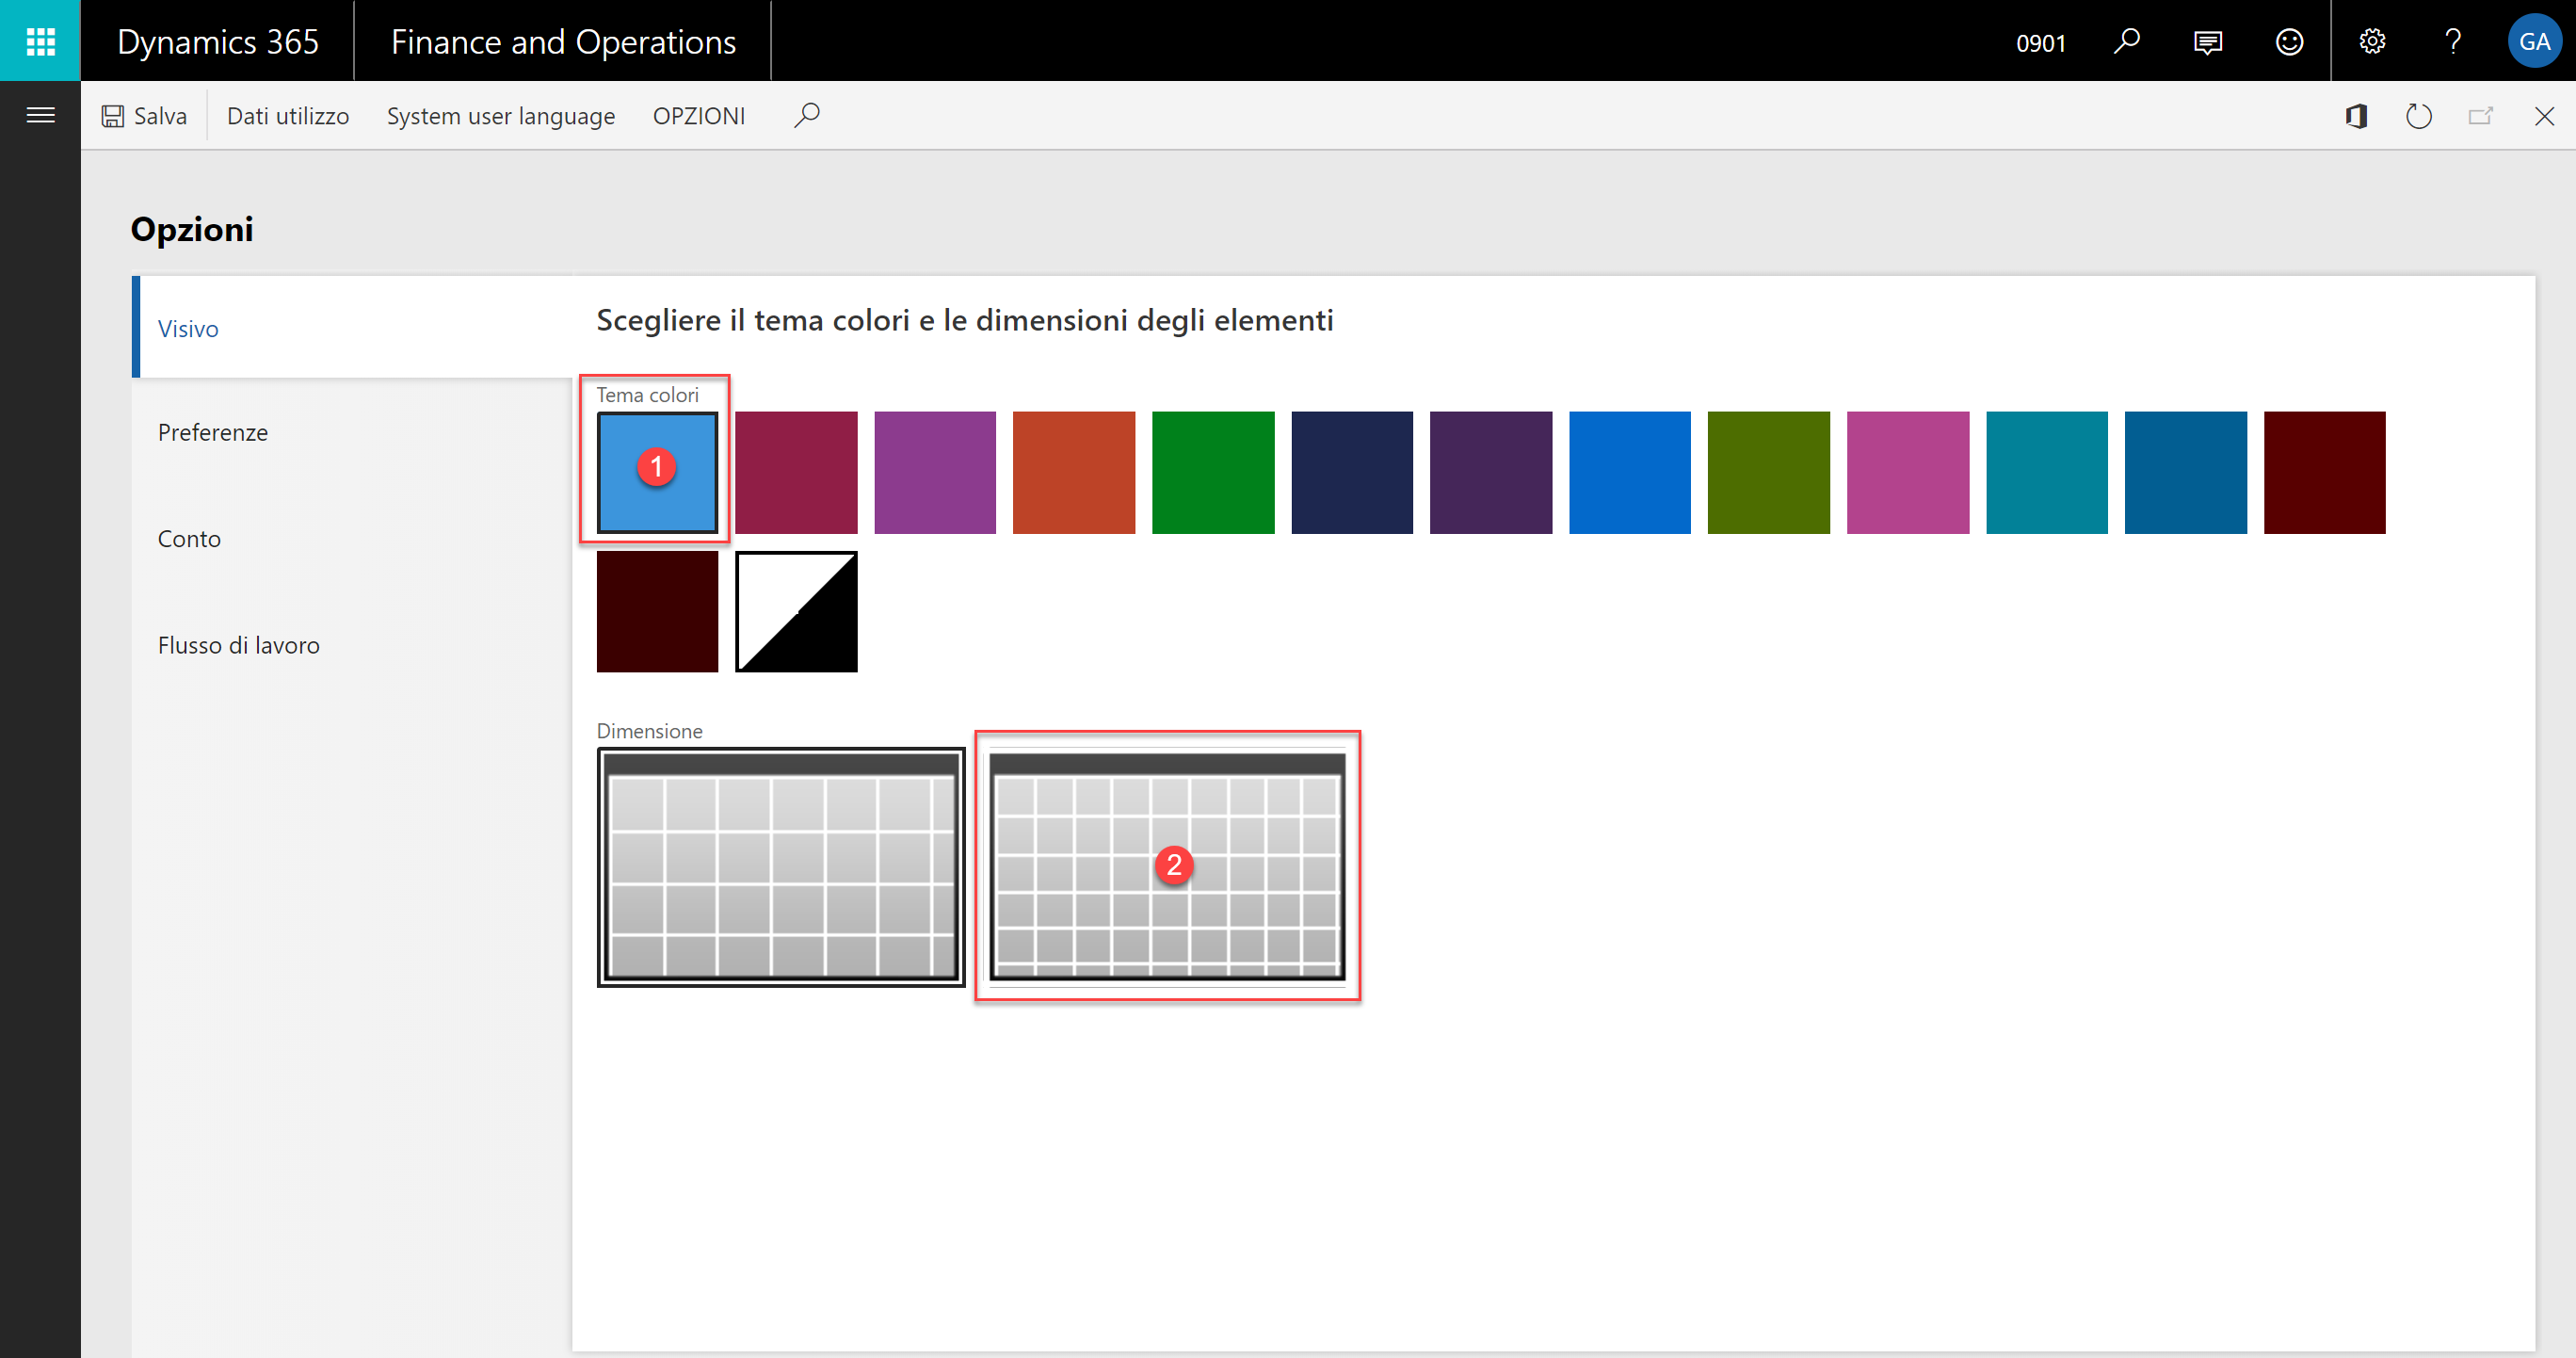 Dynamics 365 Finance and Operations 0901 ? GA
Salva Dati utilizzo System user language OPZIONI
Opzioni
Visivo
Preferenze
Conto
Flusso di lavoro
Scegliere il tema colori e le dimensioni degli elementi
Tema colori
1
Dimensione
2